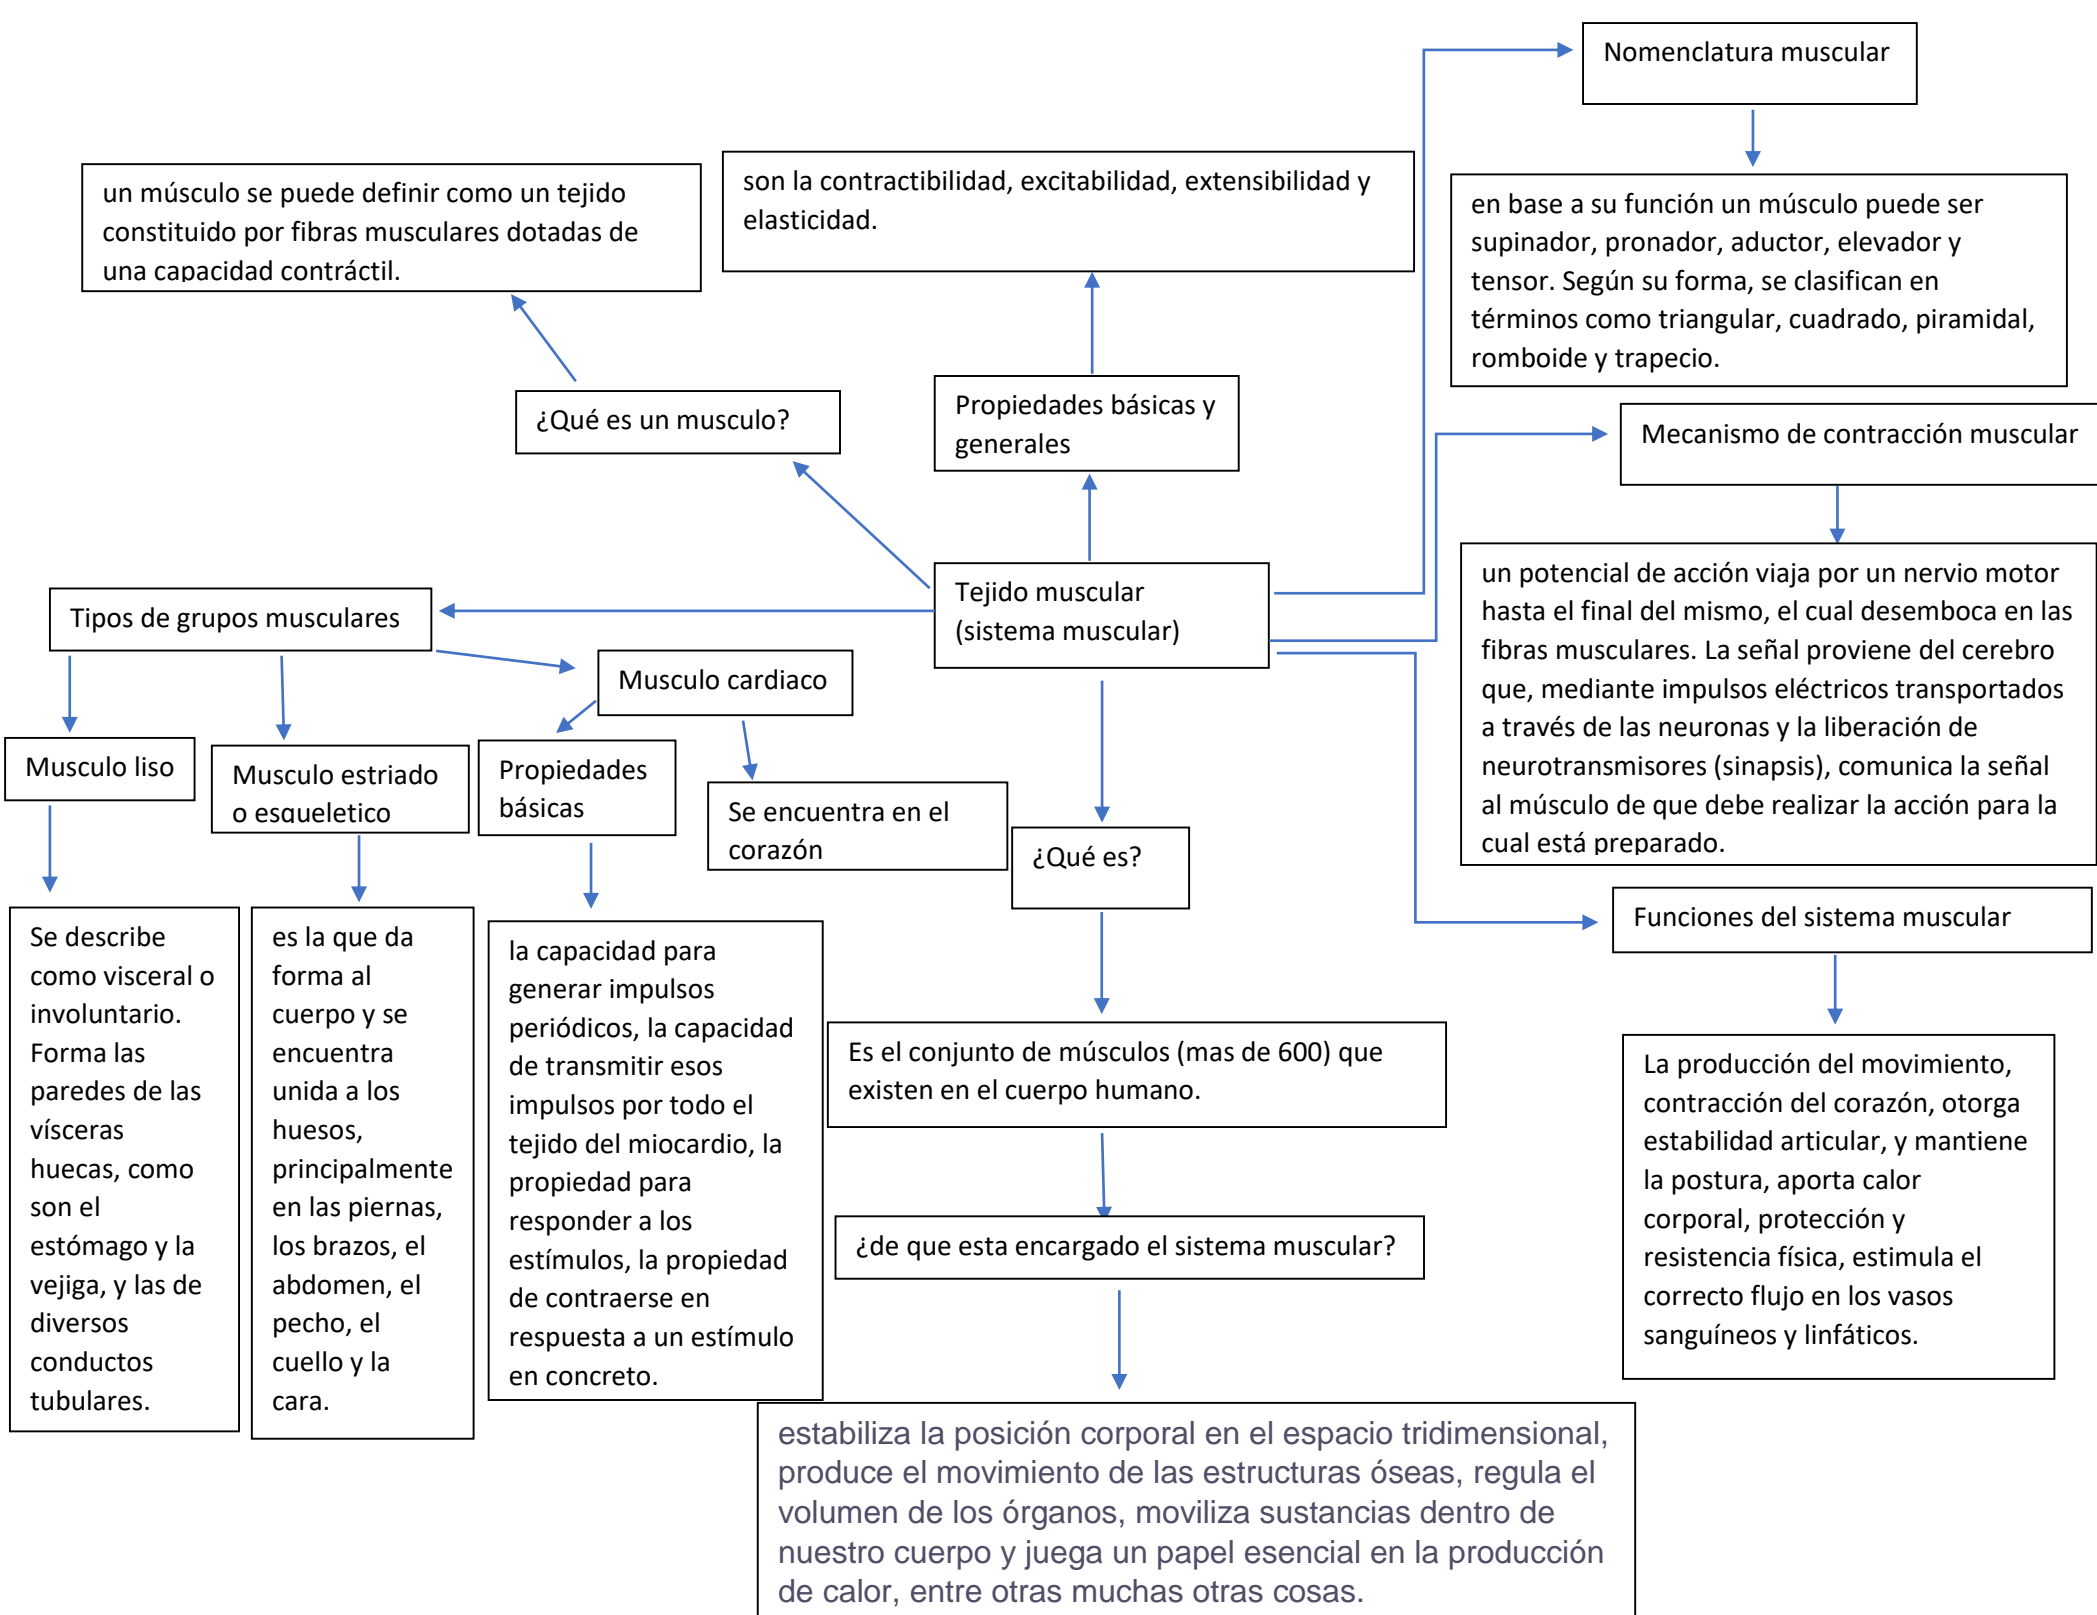 Nomenclatura muscular
un músculo se puede definir como un tejido
constituido por fibras musculares dotadas de
una capacidad contráctil.
son la contractibilidad, excitabilidad, extensibilidad y
elasticidad.
en base a su función un músculo puede ser
supinador, pronador, aductor, elevador y
tensor. Según su forma, se clasifican en
términos como triangular, cuadrado, piramidal,
romboide y trapecio.
¿Qué es un musculo?
Propiedades básicas y
generales
Mecanismo de contracción muscular
Tejido muscular
(sistema muscular)
un potencial de acción viaja por un nervio motor
hasta el final del mismo, el cual desemboca en las
fibras musculares. La señal proviene del cerebro
que, mediante impulsos eléctricos transportados
a través de las neuronas y la liberación de
neurotransmisores (sinapsis), comunica la señal
al músculo de que debe realizar la acción para la
cual está preparado.
Tipos de grupos musculares
Musculo cardiaco
Musculo liso
Musculo estriado
o esqueletico
Propiedades
básicas
Se encuentra en el
corazón
¿Qué es?
Funciones del sistema muscular
Se describe
como visceral o
involuntario.
Forma las
paredes de las
vísceras
huecas, como
son el
estómago y la
vejiga, y las de
diversos
conductos
tubulares.
es la que da
forma al
cuerpo y se
encuentra
unida a los
huesos,
principalmente
en las piernas,
los brazos, el
abdomen, el
pecho, el
cuello y la
cara.
la capacidad para
generar impulsos
periódicos, la capacidad
de transmitir esos
impulsos por todo el
tejido del miocardio, la
propiedad para
responder a los
estímulos, la propiedad
de contraerse en
respuesta a un estímulo
en concreto.
Es el conjunto de músculos (mas de 600) que
existen en el cuerpo humano.
La producción del movimiento,
contracción del corazón, otorga
estabilidad articular, y mantiene
la postura, aporta calor
corporal, protección y
resistencia física, estimula el
correcto flujo en los vasos
sanguíneos y linfáticos.
¿de que esta encargado el sistema muscular?
estabiliza la posición corporal en el espacio tridimensional,
produce el movimiento de las estructuras óseas, regula el
volumen de los órganos, moviliza sustancias dentro de
nuestro cuerpo y juega un papel esencial en la producción
de calor, entre otras muchas otras cosas.